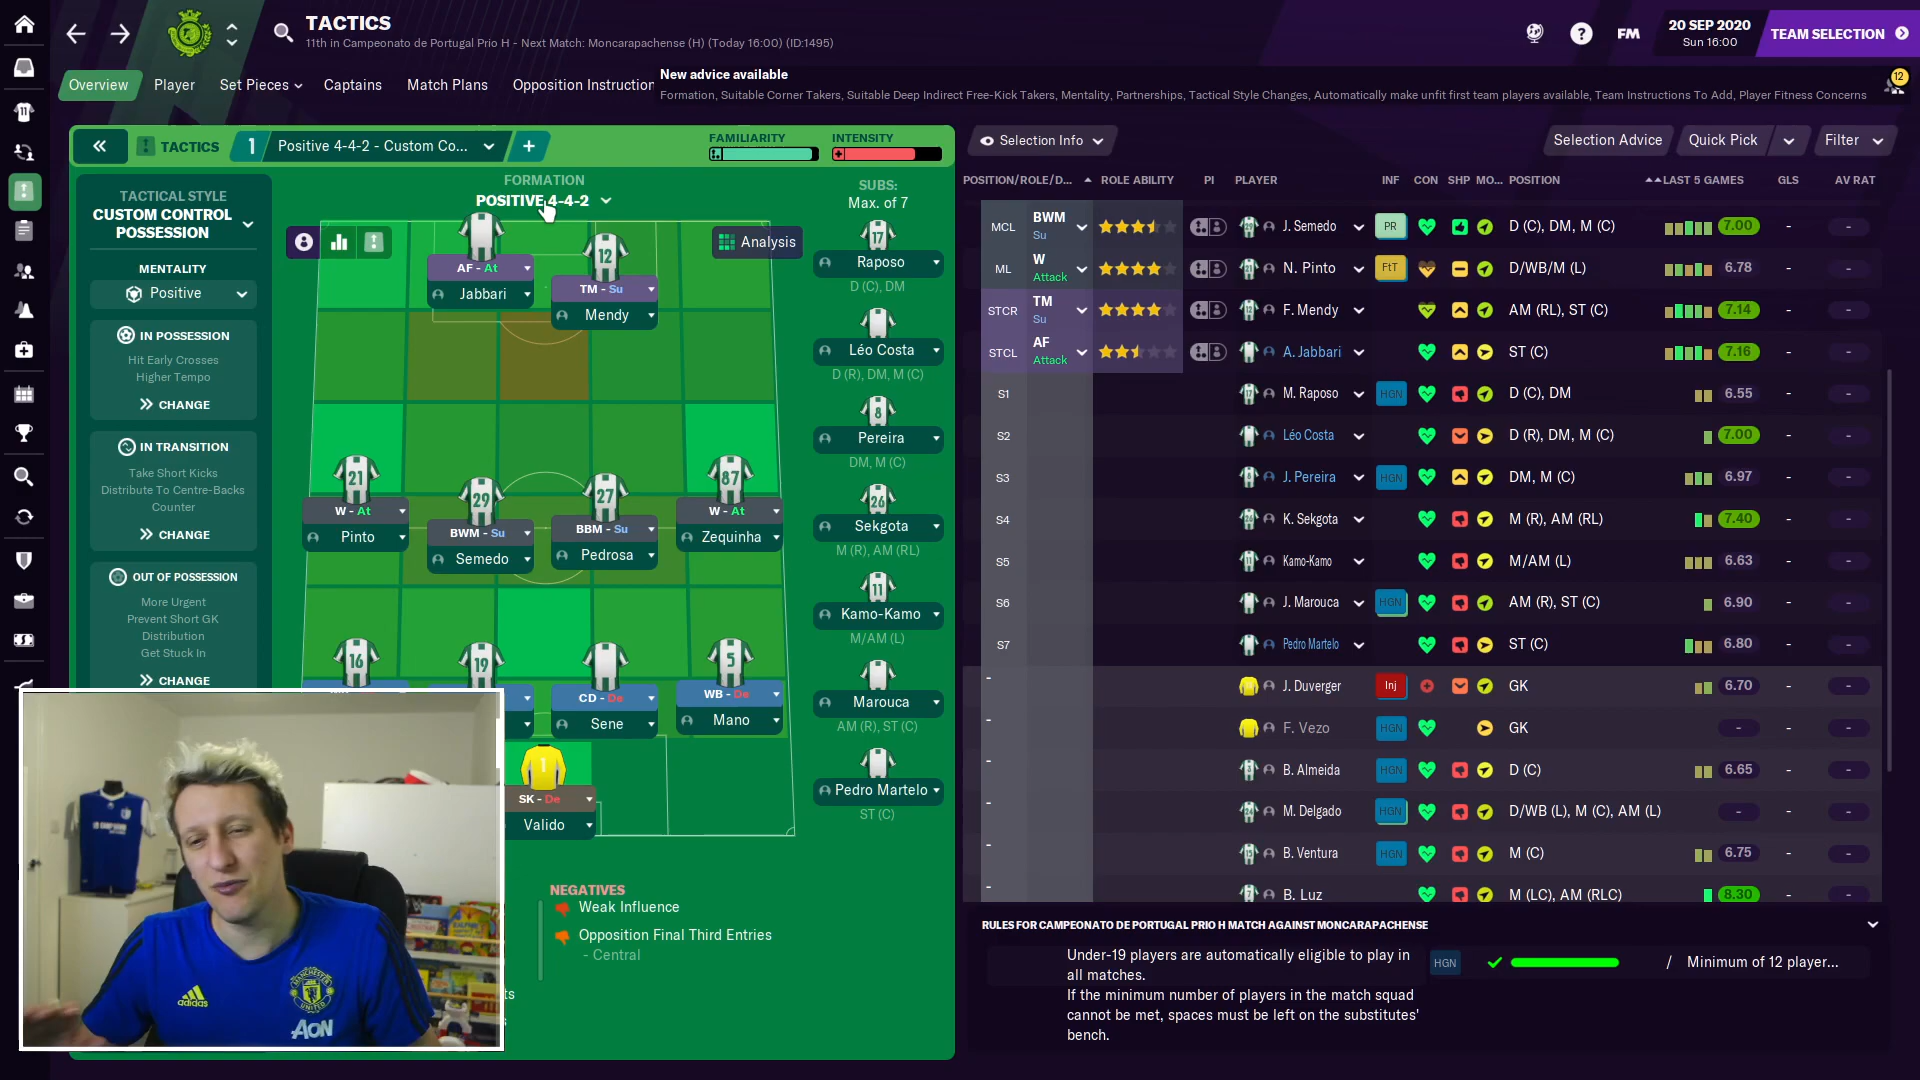 TACTICS
11th in Campeonato de Portugal Prio H - Next Match: Moncarapachense (H) (Today 16:00) (ID:1495)
FM
20 SEP 2020
Sun 16:00
TEAM SELECTION
Overview
Player
Set Pieces
Captains
Match Plans
Opposition Instruction
New advice available
Formation, Suitable Corner Takers, Suitable Deep Indirect Free-Kick Takers, Mentality, Partnerships, Tactical Style Changes, Automatically make unfit first team players available, Team Instructions To Add, Player Fitness Concerns
12
TACTICS
1
Positive 4-4-2 - Custom Co...
FAMILIARITY
INTENSITY
TACTICAL STYLE
CUSTOM CONTROL
POSSESSION
MENTALITY
Positive
IN POSSESSION
Hit Early Crosses
Higher Tempo
CHANGE
IN TRANSITION
Take Short Kicks
Distribute To Centre-Backs
Counter
CHANGE
OUT OF POSSESSION
More Urgent
Prevent Short GK
Distribution
Get Stuck In
CHANGE
FORMATION
POSITIVE 4-4-2
Analysis
AF - At
Jabbari
12
TM - Su
Mendy
21
W - At
Pinto
29
BWM - Su
Semedo
27
BBM - Su
Pedrosa
87
W - At
Zequinha
16
19
CD - De
Sene
5
WB - De
Mano
1
SK - De
Valido
SUBS:
Max. of 7
17
Raposo
D (C), DM
Léo Costa
D (R), DM, M (C)
8
Pereira
DM, M (C)
26
Sekgota
M (R), AM (RL)
11
Kamo-Kamo
M/AM (L)
Marouca
AM (R), ST (C)
Pedro Martelo
ST (C)
NEGATIVES
Weak Influence
Opposition Final Third Entries
- Central
MANCHESTER
UNITED
adidas
AON
Selection Info
Selection Advice
Quick Pick
Filter
POSITION/ROLE/D... ROLE ABILITY PI PLAYER INF CON SHP MO... POSITION LAST 5 GAMES GLS AV RAT
MCL BWM Su J. Semedo PR D (C), DM, M (C) 7.00 - -
ML W Attack N. Pinto FtT D/WB/M (L) 6.78 - -
STCR TM Su F. Mendy AM (RL), ST (C) 7.14 - -
STCL AF Attack A. Jabbari ST (C) 7.16 - -
S1 M. Raposo HGN D (C), DM 6.55 - -
S2 Léo Costa D (R), DM, M (C) 7.00 - -
S3 J. Pereira HGN DM, M (C) 6.97 - -
S4 K. Sekgota M (R), AM (RL) 7.40 - -
S5 Kamo-Kamo M/AM (L) 6.63 - -
S6 J. Marouca HGN AM (R), ST (C) 6.90 - -
S7 Pedro Martelo ST (C) 6.80 - -
- J. Duverger Inj GK 6.70 - -
- F. Vezo HGN GK - - -
- B. Almeida HGN D (C) 6.65 - -
- M. Delgado HGN D/WB (L), M (C), AM (L) - - -
- B. Ventura HGN M (C) 6.75 - -
- B. Luz M (LC), AM (RLC) 8.30 - -
RULES FOR CAMPEONATO DE PORTUGAL PRIO H MATCH AGAINST MONCARAPACHENSE
Under-19 players are automatically eligible to play in
all matches.
If the minimum number of players in the match squad
cannot be met, spaces must be left on the substitutes'
bench.
HGN / Minimum of 12 player...